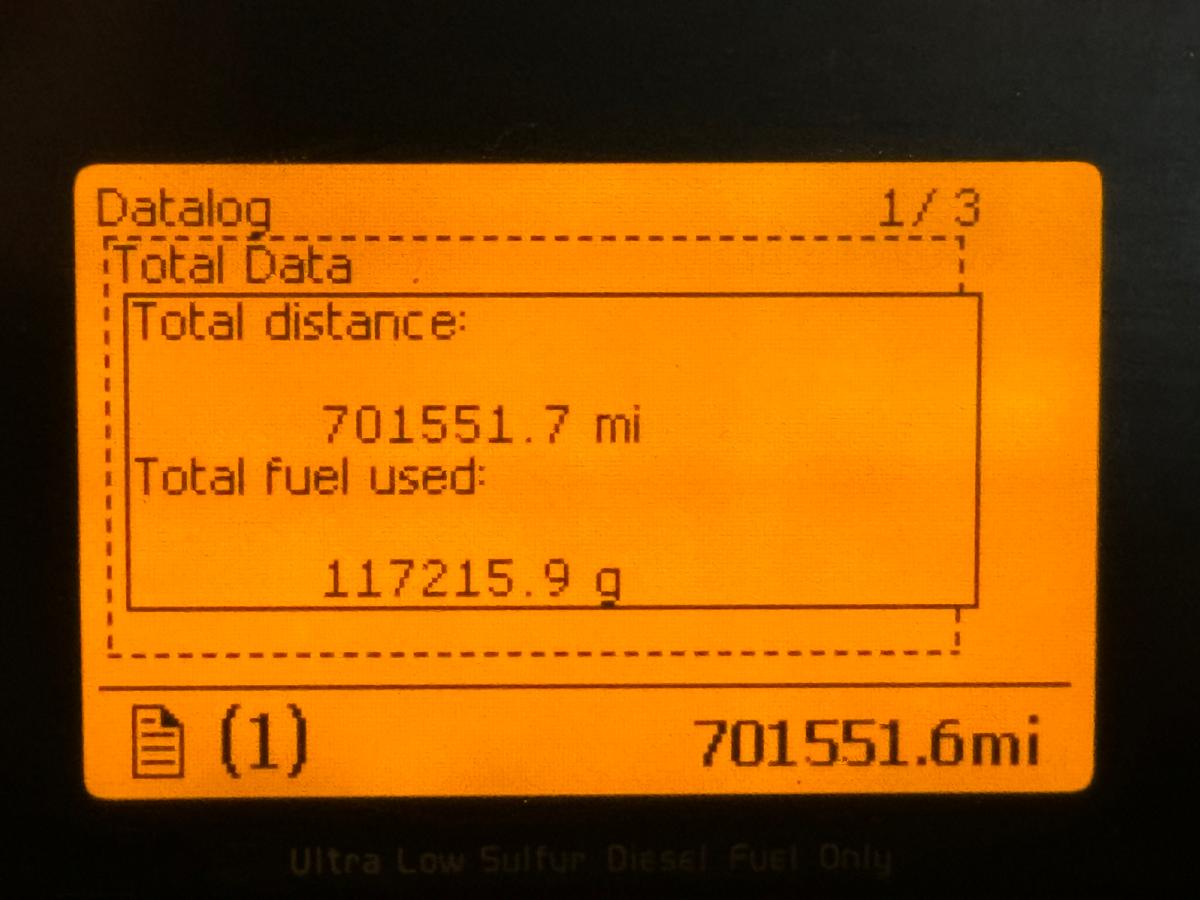 Datalog 1/3
Total Data
Total distance:
701551.7 mi
Total fuel used:
117215.9 g
(1) 701551.6mi
Ultra Low Sulfur Diesel Fuel Only